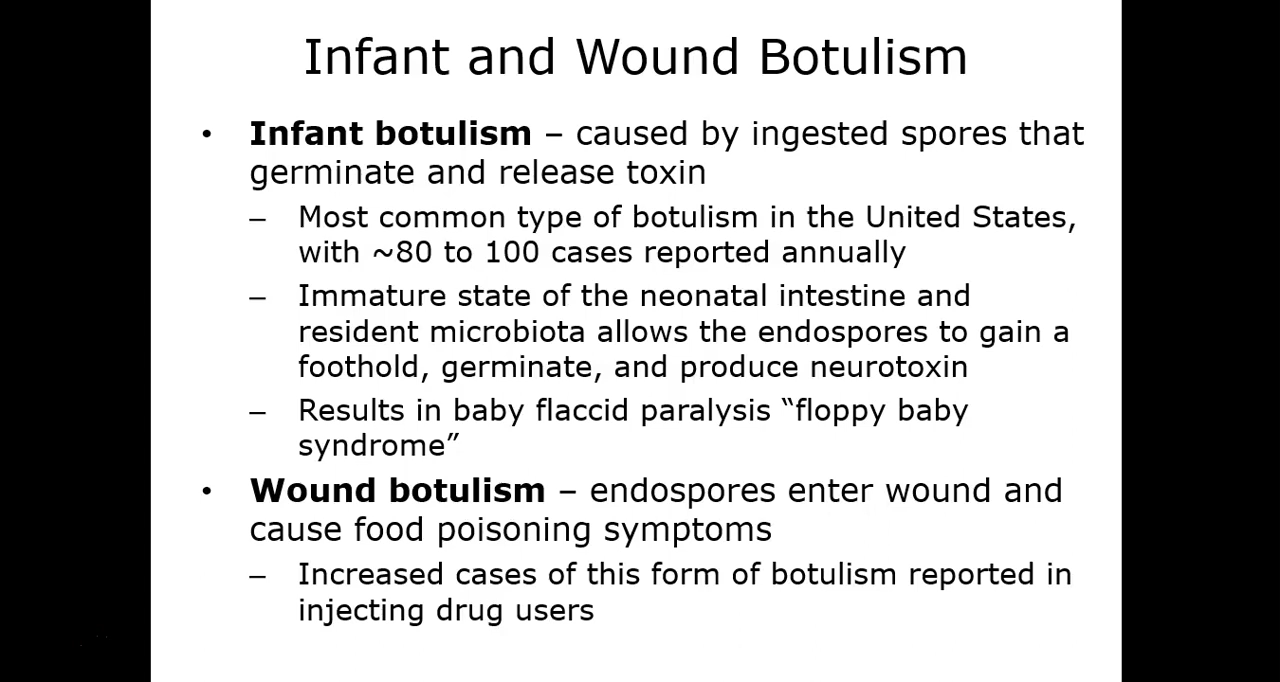 Infant and Wound Botulism
• Infant botulism – caused by ingested spores that
germinate and release toxin
– Most common type of botulism in the United States,
with ~80 to 100 cases reported annually
– Immature state of the neonatal intestine and
resident microbiota allows the endospores to gain a
foothold, germinate, and produce neurotoxin
– Results in baby flaccid paralysis “floppy baby
syndrome”
• Wound botulism – endospores enter wound and
cause food poisoning symptoms
– Increased cases of this form of botulism reported in
injecting drug users